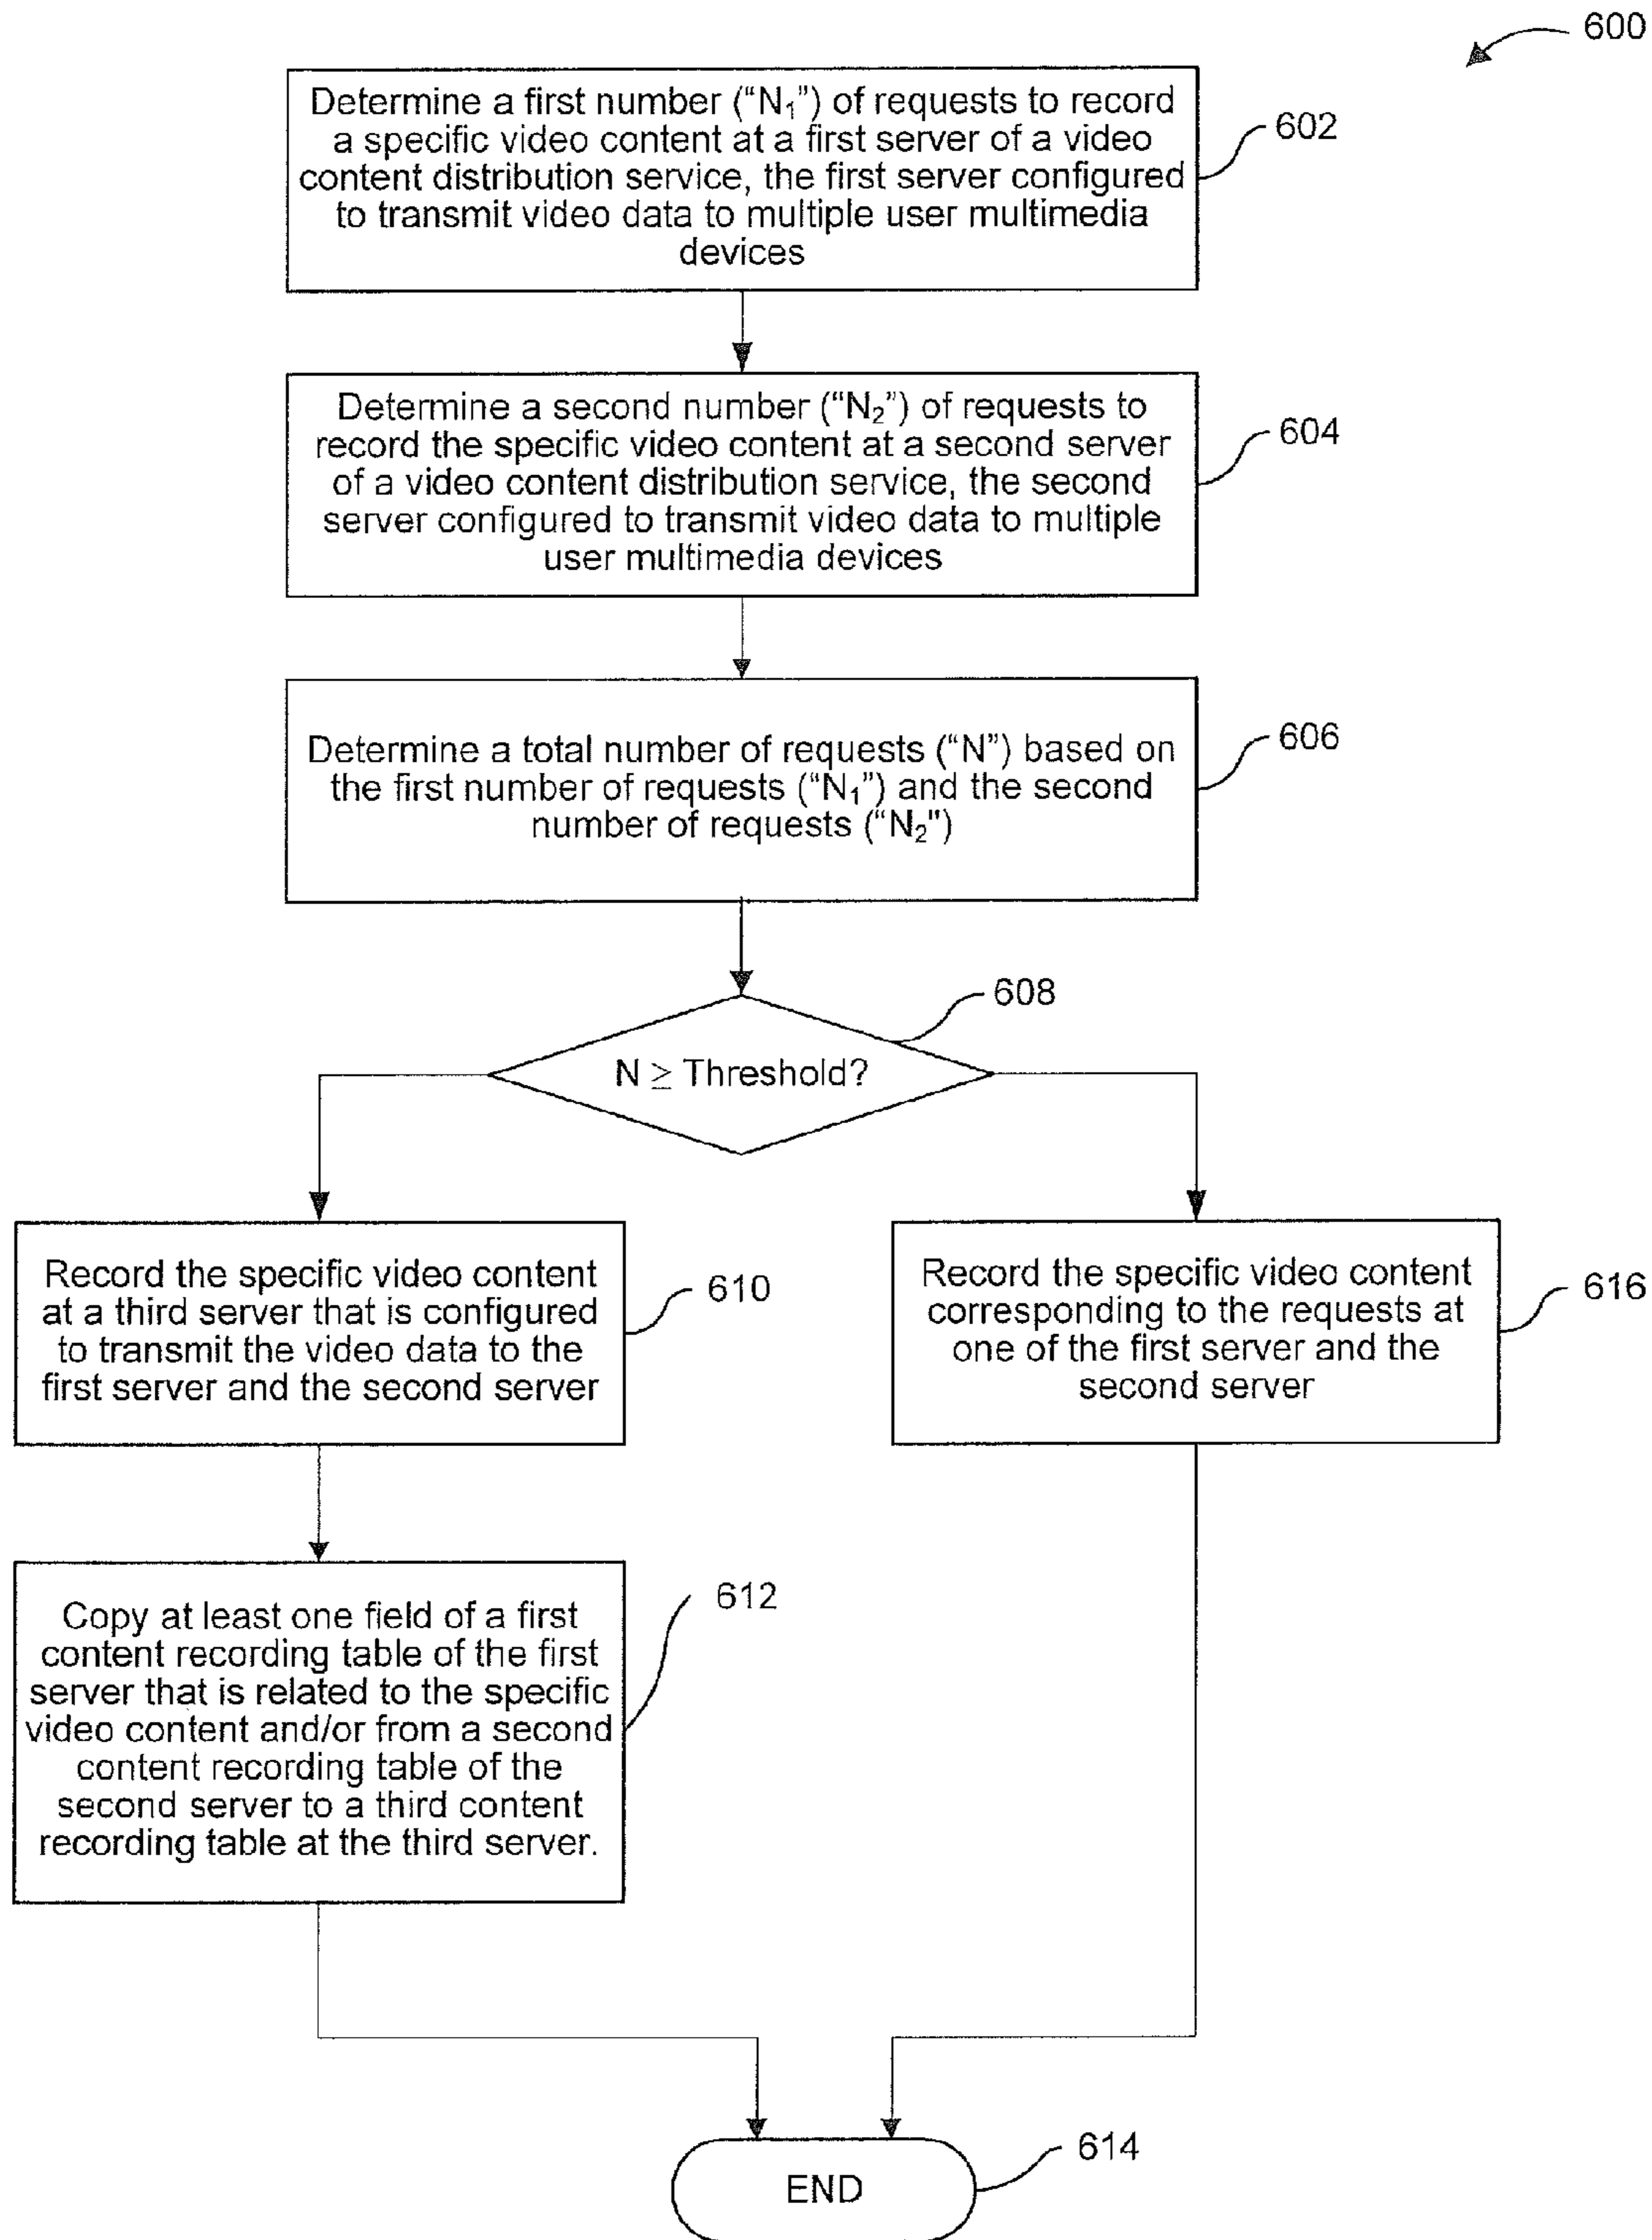 600
Determine a first number (“N₁”) of requests to record
a specific video content at a first server of a video
content distribution service, the first server configured
to transmit video data to multiple user multimedia
devices
602
Determine a second number (“N₂”) of requests to
record the specific video content at a second server
of a video content distribution service, the second
server configured to transmit video data to multiple
user multimedia devices
604
Determine a total number of requests (“N”) based on
the first number of requests (“N₁”) and the second
number of requests (“N₂”)
606
608
N ≥ Threshold?
Record the specific video content
at a third server that is configured
to transmit the video data to the
first server and the second server
610
Record the specific video content
corresponding to the requests at
one of the first server and the
second server
616
Copy at least one field of a first
content recording table of the first
server that is related to the specific
video content and/or from a second
content recording table of the
second server to a third content
recording table at the third server.
612
END
614